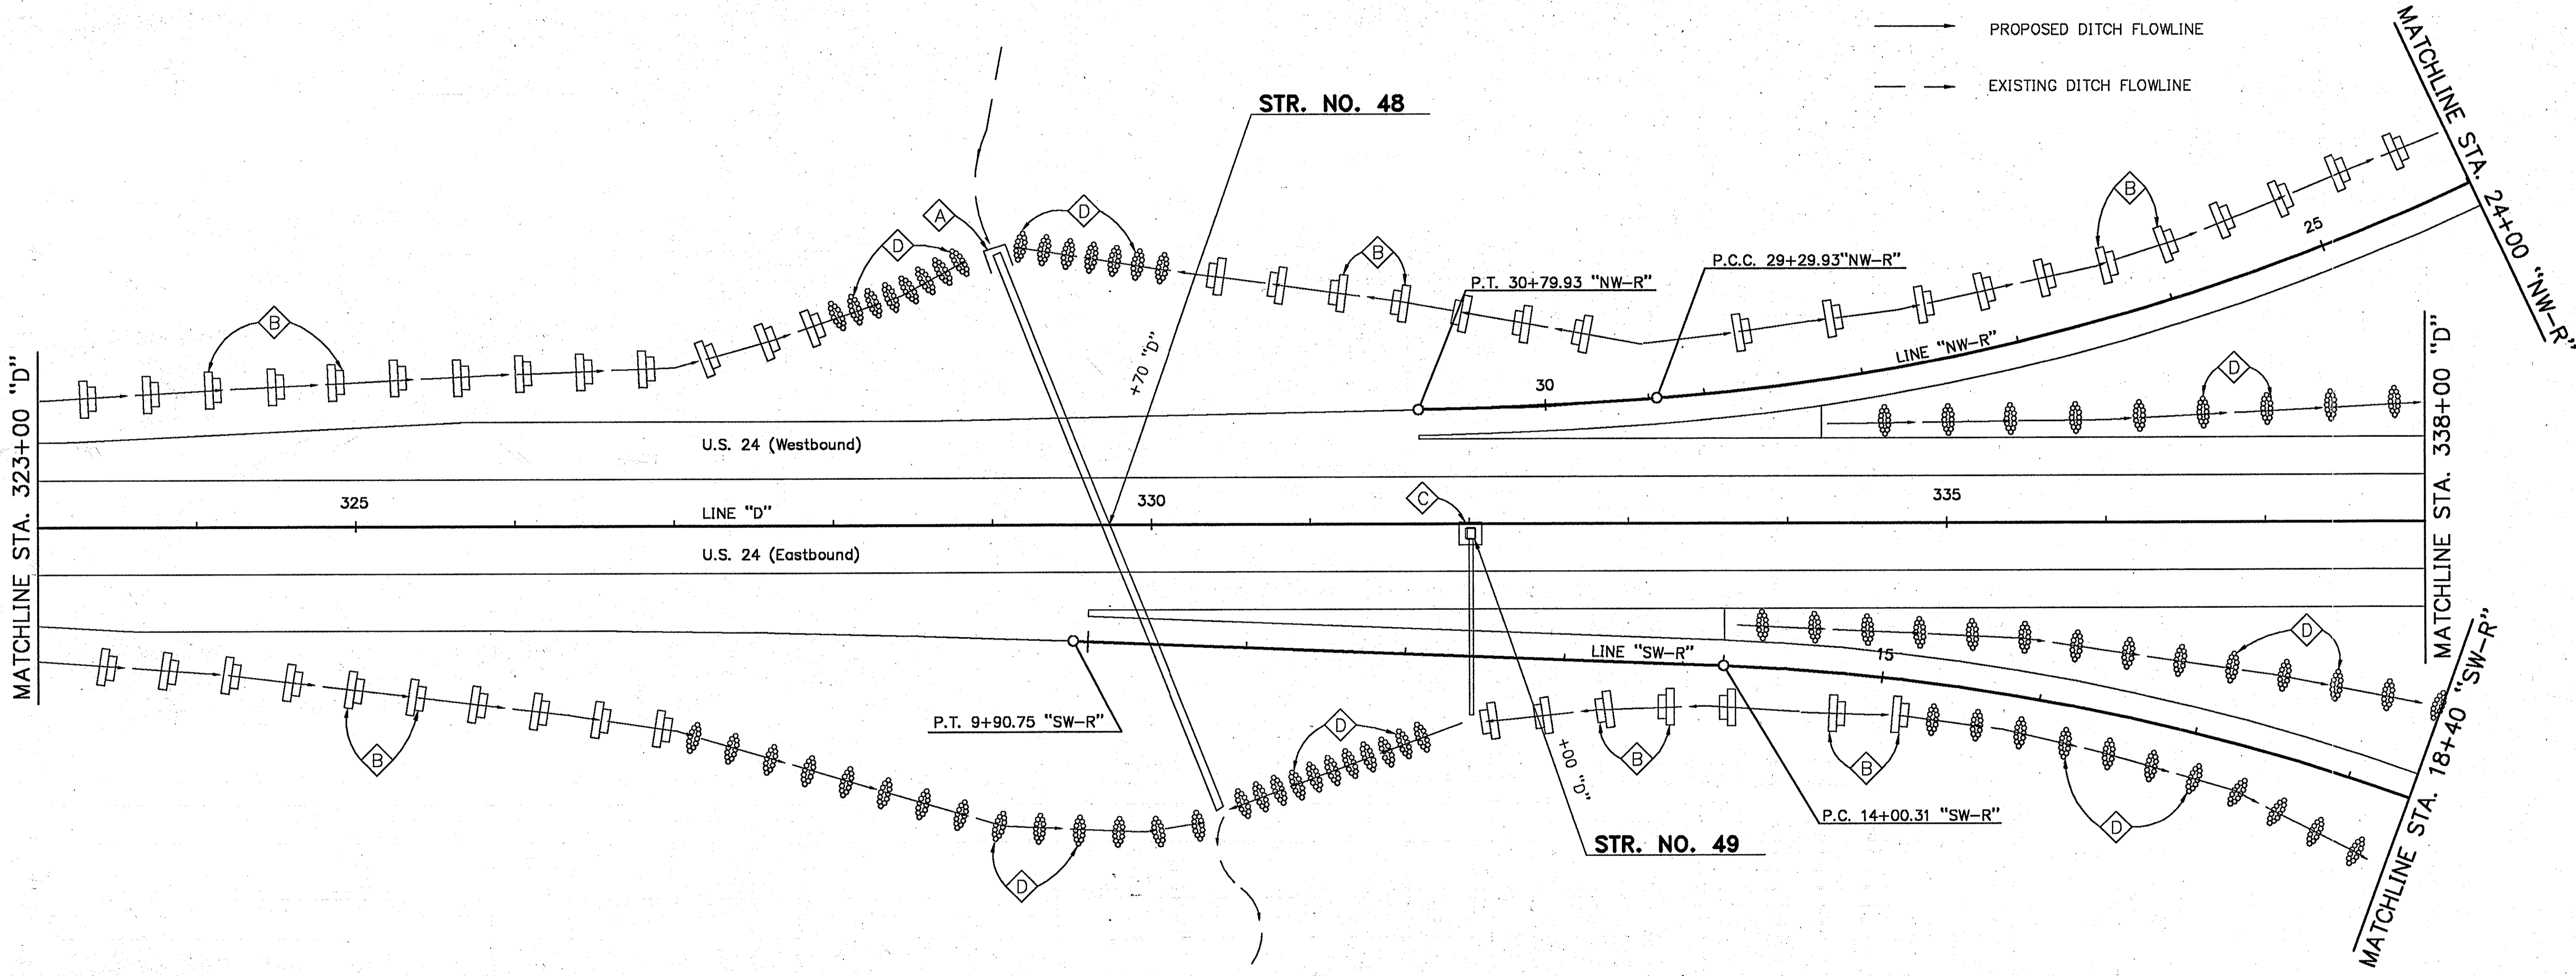 PROPOSED DITCH FLOWLINE
EXISTING DITCH FLOWLINE
MATCHLINE STA. 24+00 "NW-R"
STR. NO. 48
A
D
D
B
B
P.C.C. 29+29.93"NW-R"
P.T. 30+79.93 "NW-R"
25
B
+70 "D"
LINE "NW-R"
30
D
MATCHLINE STA. 323+00 "D"
MATCHLINE STA. 338+00 "D"
U.S. 24 (Westbound)
325
330
335
C
LINE "D"
U.S. 24 (Eastbound)
LINE "SW-R"
15
D
P.T. 9+90.75 "SW-R"
D
B
B
B
+00 "D"
P.C. 14+00.31 "SW-R"
D
STR. NO. 49
D
MATCHLINE STA. 18+40 "SW-R"